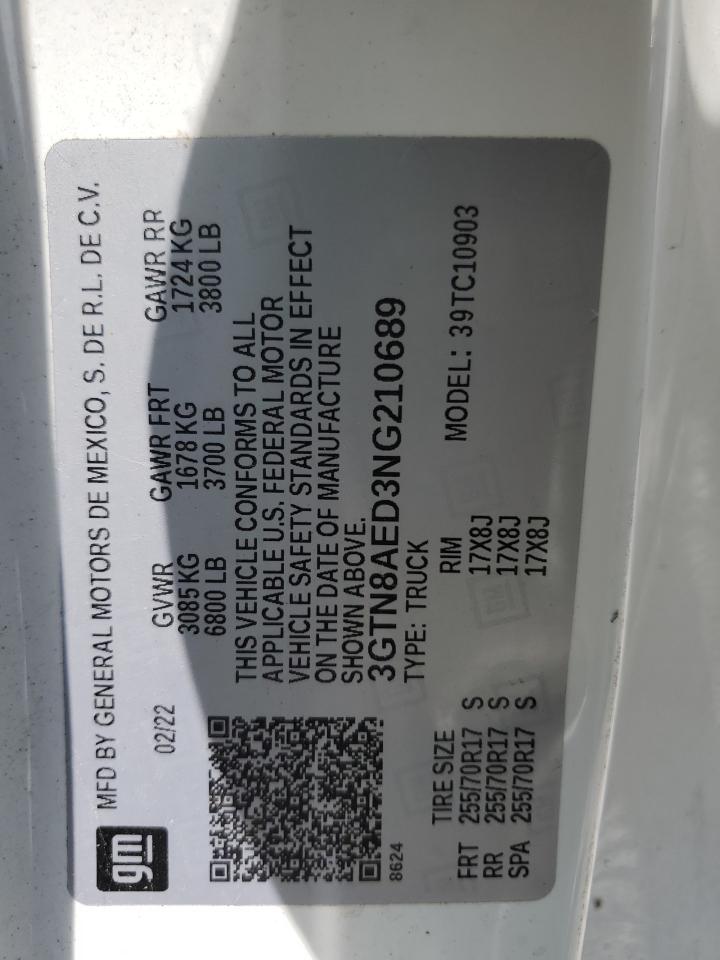 gm MFD BY GENERAL MOTORS DE MEXICO, S. DE R.L. DE C.V.
02/22 GVWR GAWR FRT GAWR RR
3085 KG 1678 KG 1724 KG
6800 LB 3700 LB 3800 LB
THIS VEHICLE CONFORMS TO ALL
APPLICABLE U.S. FEDERAL MOTOR
VEHICLE SAFETY STANDARDS IN EFFECT
ON THE DATE OF MANUFACTURE
SHOWN ABOVE.
3GTN8AED3NG210689
8624 TYPE: TRUCK
TIRE SIZE RIM MODEL: 39TC10903
FRT 255/70R17 S 17X8J
RR 255/70R17 S 17X8J
SPA 255/70R17 S 17X8J